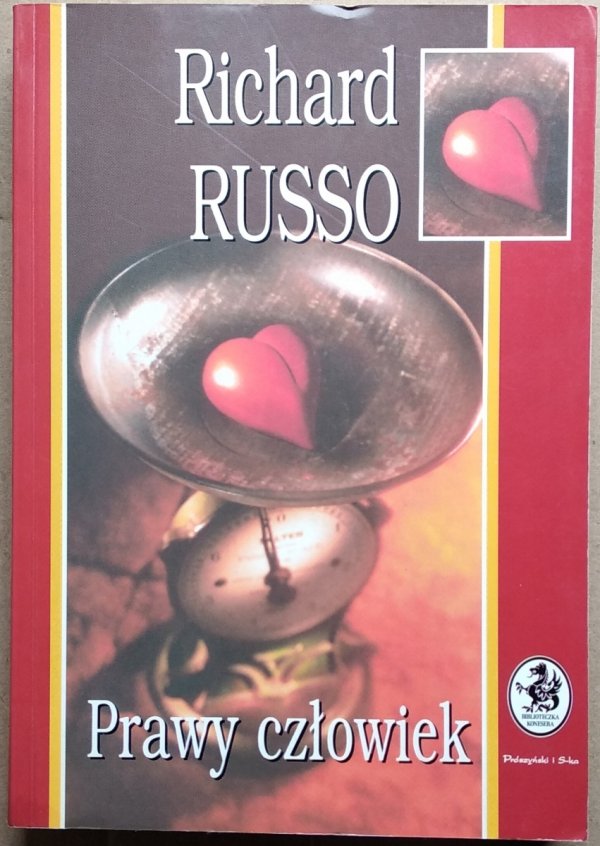 Richard
RUSSO
Prawy człowiek
BIBLIOTECZKA
KONESERA
Prószyński i S-ka